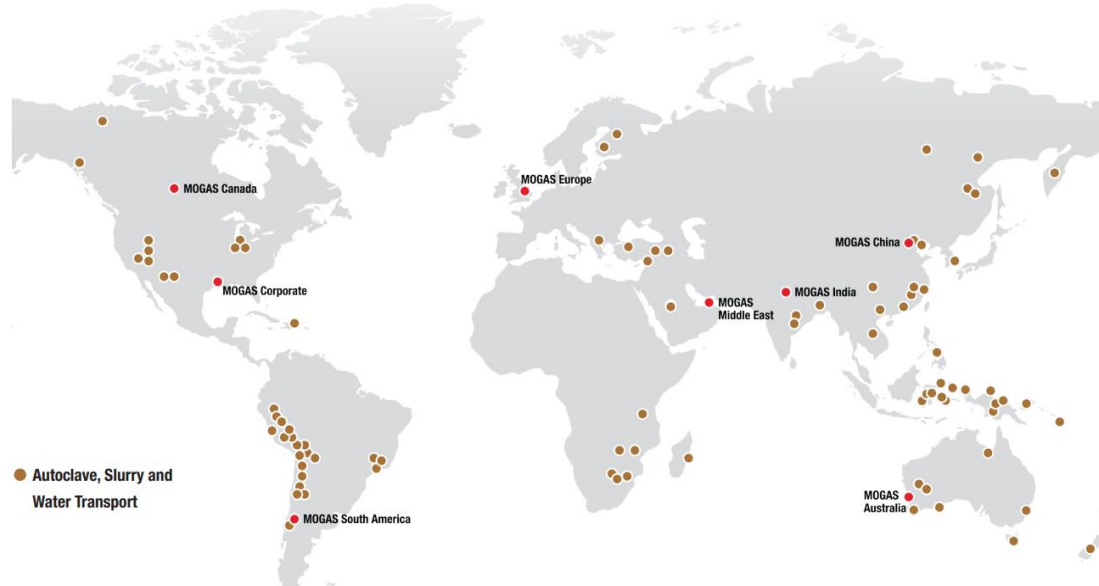 MOGAS Europe
MOGAS Canada
MOGAS China
MOGAS Corporate
MOGAS India
MOGAS
Middle East
Autoclave, Slurry and
Water Transport
MOGAS
Australia
MOGAS South America